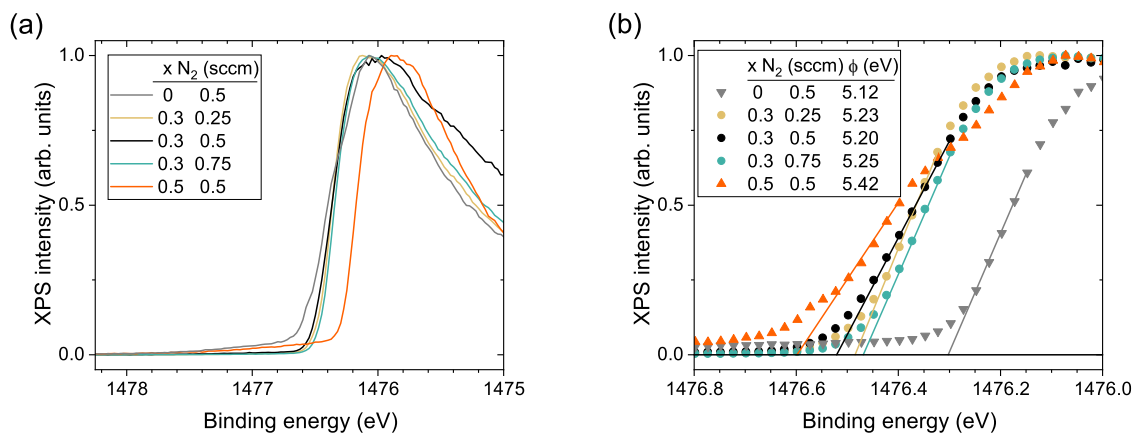 (a)
XPS intensity (arb. units)
1.0
0.5
0.0
x N₂ (sccm)
0 0.5
0.3 0.25
0.3 0.5
0.3 0.75
0.5 0.5
1478 1477 1476 1475
Binding energy (eV)
(b)
XPS intensity (arb. units)
1.0
0.5
0.0
x N₂ (sccm) ϕ (eV)
0 0.5 5.12
0.3 0.25 5.23
0.3 0.5 5.20
0.3 0.75 5.25
0.5 0.5 5.42
1476.8 1476.6 1476.4 1476.2 1476.0
Binding energy (eV)